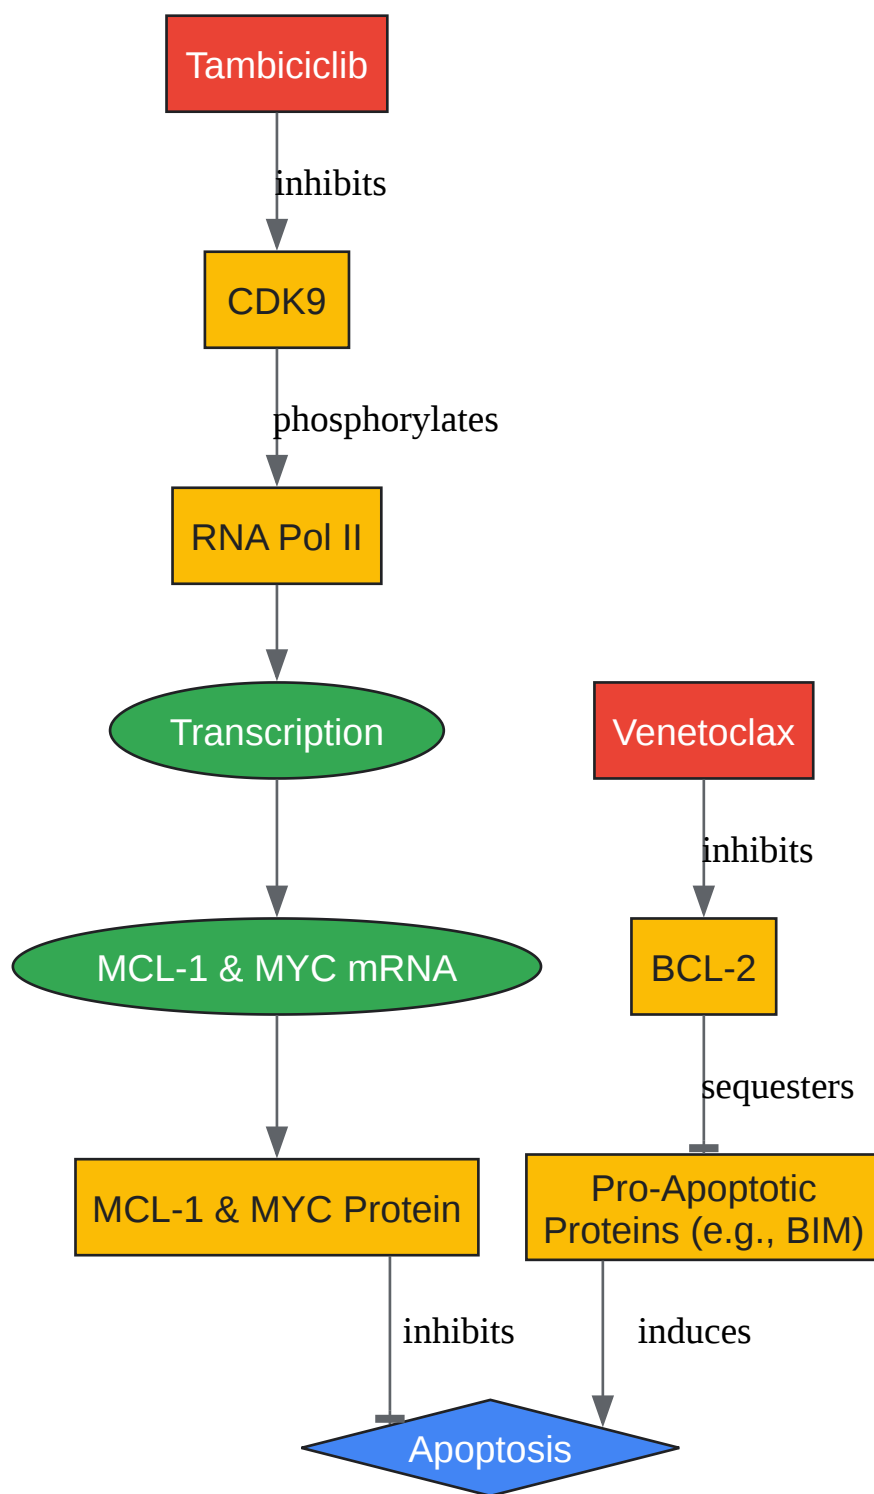 Tambiciclib
inhibits
CDK9
phosphorylates
RNA Pol II
Transcription
Venetoclax
inhibits
MCL-1 & MYC mRNA
BCL-2
sequesters
MCL-1 & MYC Protein
Pro-Apoptotic
Proteins (e.g., BIM)
inhibits
induces
Apoptosis